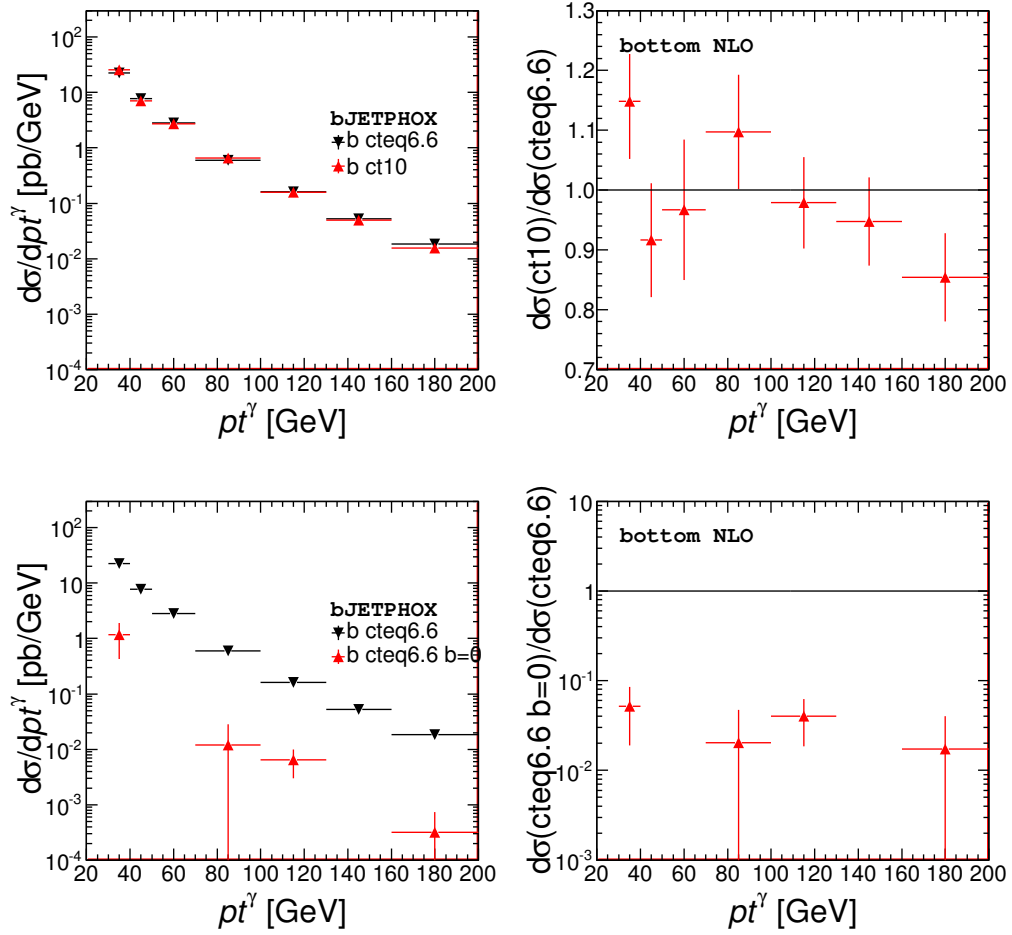 dσ/dpt^γ [pb/GeV]
10²
10
1
10⁻¹
10⁻²
10⁻³
10⁻⁴
bJETPHOX
b cteq6.6
b ct10
20 40 60 80 100 120 140 160 180 200
pt^γ [GeV]
dσ(ct10)/dσ(cteq6.6)
1.3
1.2
1.1
1.0
0.9
0.8
0.7
bottom NLO
20 40 60 80 100 120 140 160 180 200
pt^γ [GeV]
dσ/dpt^γ [pb/GeV]
10²
10
1
10⁻¹
10⁻²
10⁻³
10⁻⁴
bJETPHOX
b cteq6.6
b cteq6.6 b=0
20 40 60 80 100 120 140 160 180 200
pt^γ [GeV]
dσ(cteq6.6 b=0)/dσ(cteq6.6)
10
1
10⁻¹
10⁻²
10⁻³
bottom NLO
20 40 60 80 100 120 140 160 180 200
pt^γ [GeV]